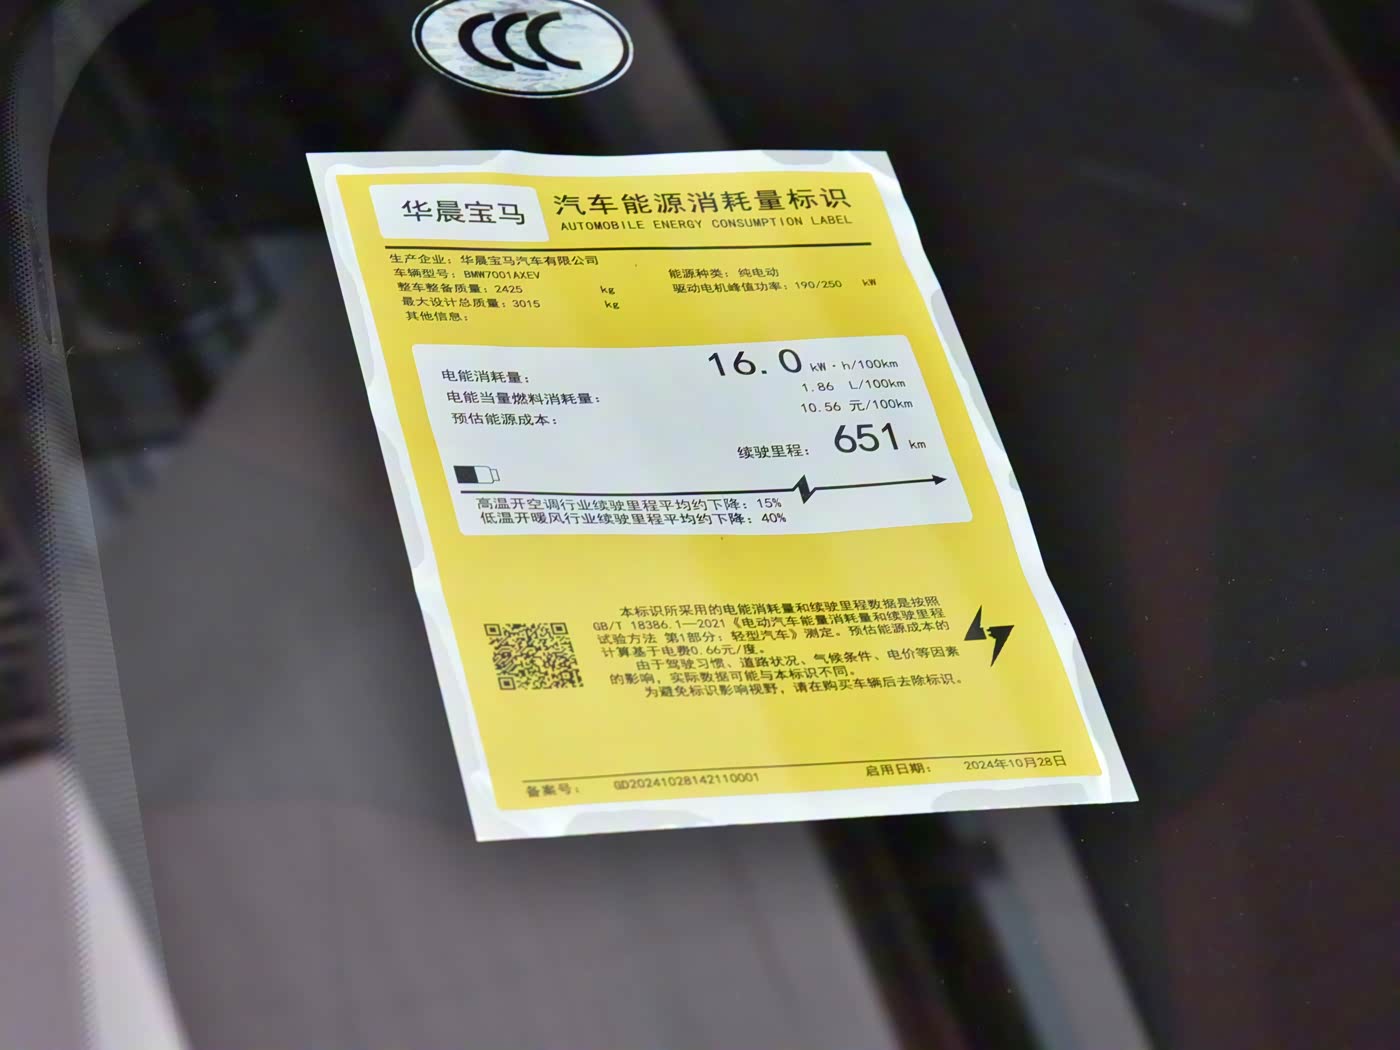 CCC
华晨宝马
汽车能源消耗量标识
AUTOMOBILE ENERGY CONSUMPTION LABEL
生产企业：华晨宝马汽车有限公司
车辆型号：BMW7001AXEV
能源种类：纯电动
整车整备质量：2425 kg
驱动电机峰值功率：190/250 kW
最大设计总质量：3015 kg
其他信息：
电能消耗量： 16.0 kW·h/100km
电能当量燃料消耗量： 1.86 L/100km
预估能源成本： 10.56 元/100km
续驶里程： 651 km
高温开空调行业续驶里程平均约下降：15%
低温开暖风行业续驶里程平均约下降：40%
本标识所采用的电能消耗量和续驶里程数据是按照
GB/T 18386.1—2021《电动汽车能量消耗量和续驶里程
试验方法 第1部分：轻型汽车》测定。预估能源成本的
计算基于电费0.66元/度。
由于驾驶习惯、道路状况、气候条件、电价等因素
的影响，实际数据可能与本标识不同。
为避免标识影响视野，请在购买车辆后去除标识。
备案号： GD20241028142110001 启用日期： 2024年10月28日